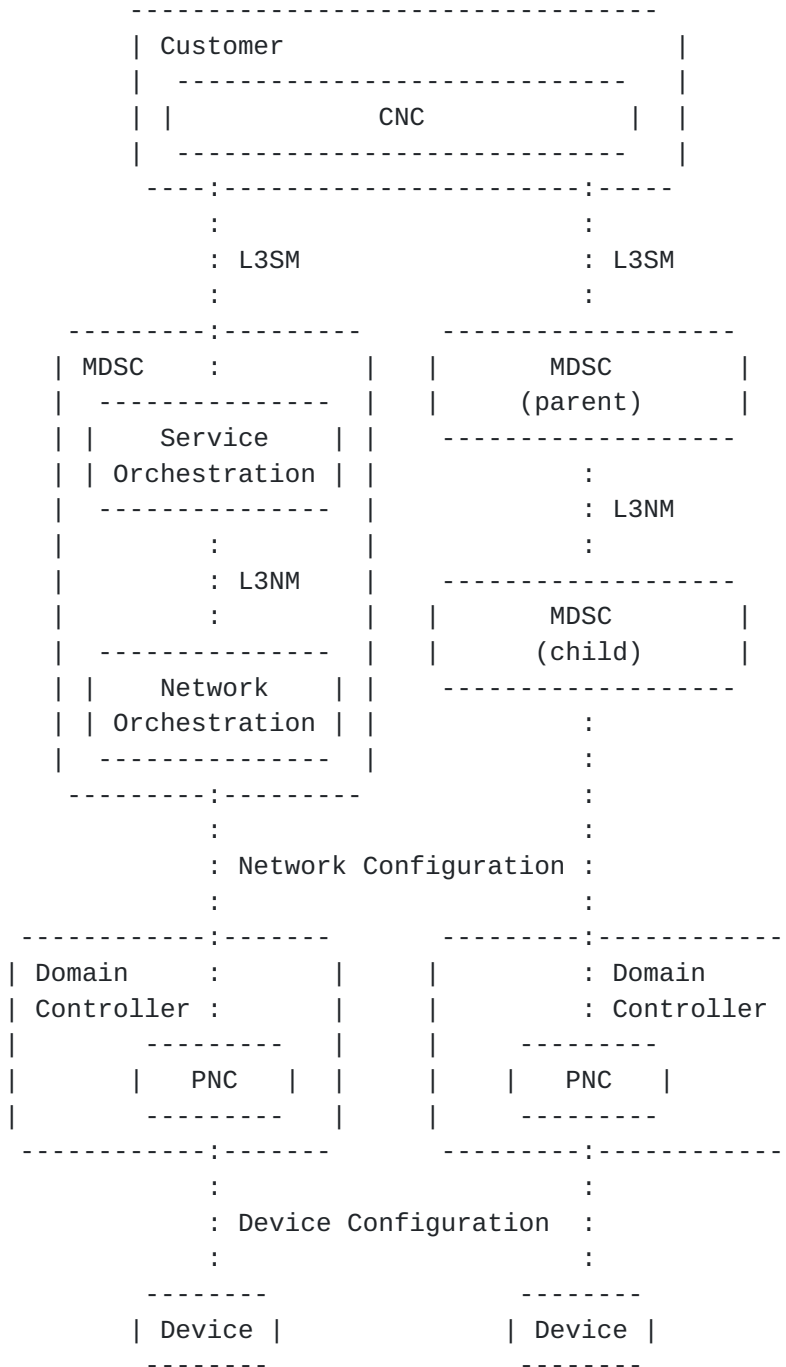 Customer
CNC
L3SM L3SM
MDSC MDSC
(parent)
Service
Orchestration
L3NM
L3NM MDSC
(child)
Network
Orchestration
Network Configuration
Domain Domain
Controller Controller
PNC PNC
Device Configuration
Device Device